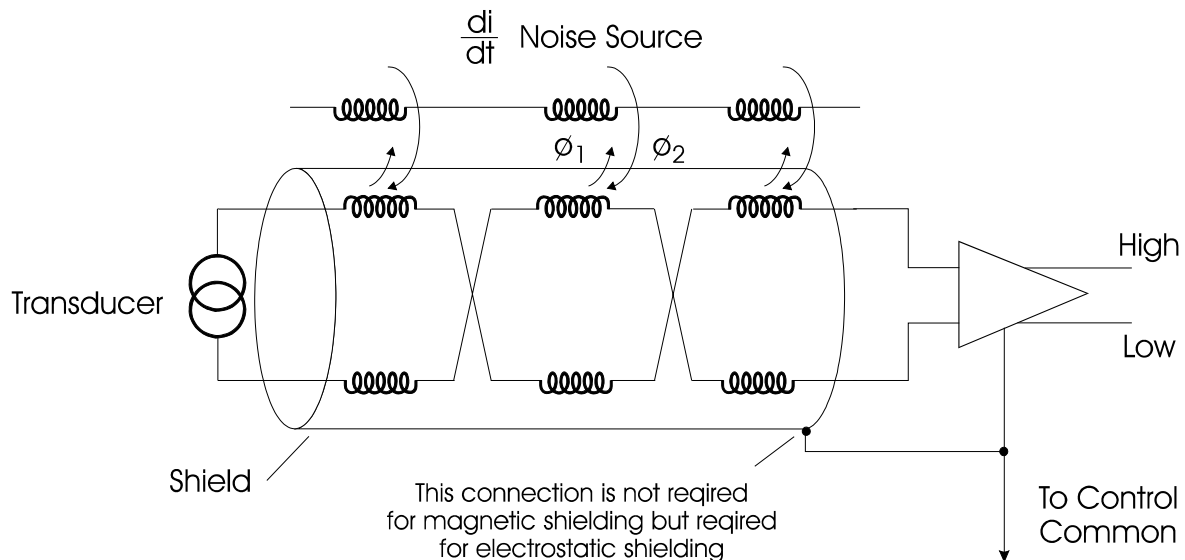 di
dt
Noise Source
ø1 ø2
Transducer
High
Low
Shield
This connection is not reqired
for magnetic shielding but reqired
for electrostatic shielding
To Control
Common